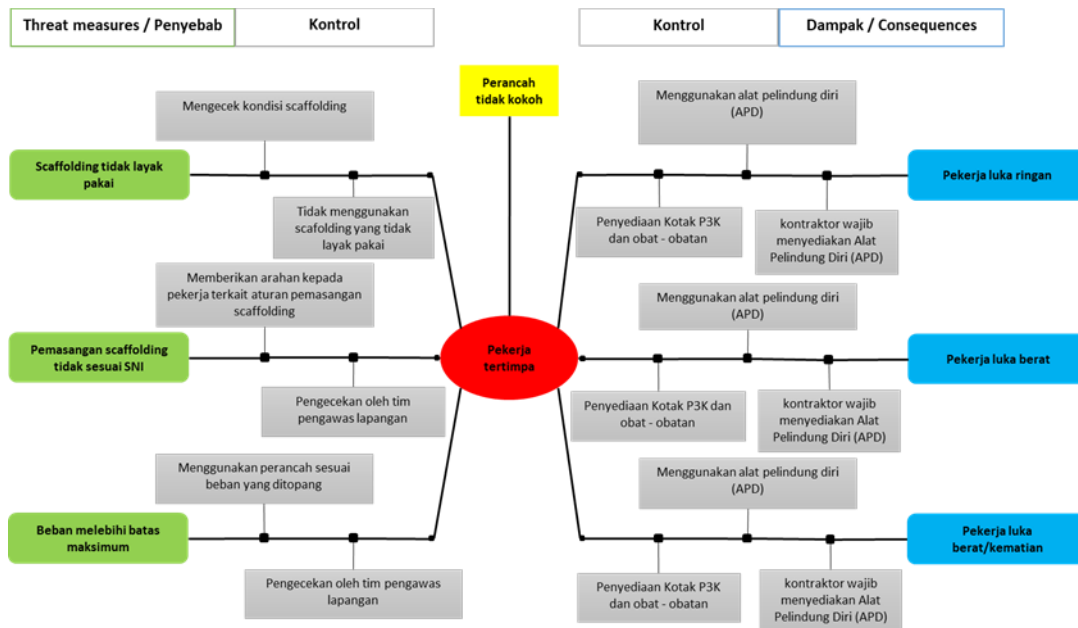 Threat measures / Penyebab
Kontrol
Kontrol
Dampak / Consequences
Perancah
tidak kokoh
Mengecek kondisi scaffolding
Menggunakan alat pelindung diri
(APD)
Scaffolding tidak layak
pakai
Pekerja luka ringan
Tidak menggunakan
scafolding yang tidak
layak pakai
Penyediaan Kotak P3K
dan obat - obatan
kontraktor wajib
menyediakan Alat
Pelindung Diri (APD)
Memberikan arahan kepada
pekerja terkait aturan pemasangan
scaffolding
Menggunakan alat pelindung diri
(APD)
Pemasangan scaffolding
tidak sesuai SNI
Pekerja
tertimpa
Pekerja luka berat
Pengecekan oleh tim
pengawas lapangan
Penyediaan Kotak P3K dan
obat - obatan
kontraktor wajib
menyediakan Alat
Pelindung Diri (APD)
Menggunakan perancah sesuai
beban yang ditopang
Menggunakan alat pelindung diri
(APD)
Beban melebihi batas
maksimum
Pekerja luka
berat/kematian
Pengecekan oleh tim pengawas
lapangan
Penyediaan Kotak P3K
dan obat - obatan
kontraktor wajib
menyediakan Alat
Pelindung Diri (APD)